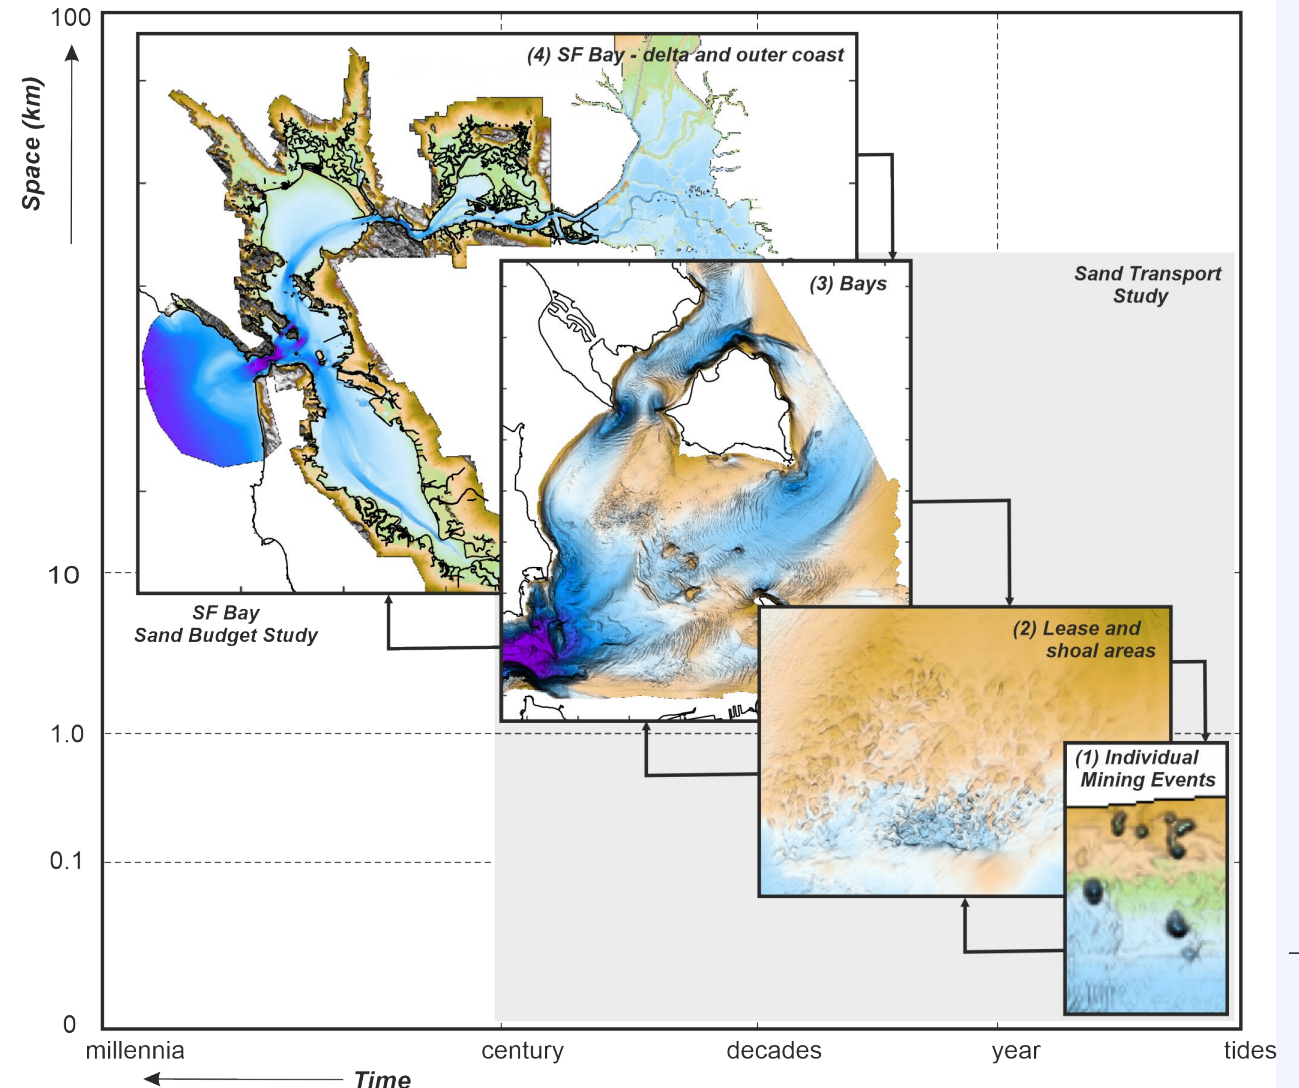 100
Space (km)
(4) SF Bay - delta and outer coast
Sand Transport
Study
(3) Bays
10
SF Bay
Sand Budget Study
(2) Lease and
shoal areas
1.0
(1) Individual
Mining Events
0.1
0
millennia
century
decades
year
tides
Time